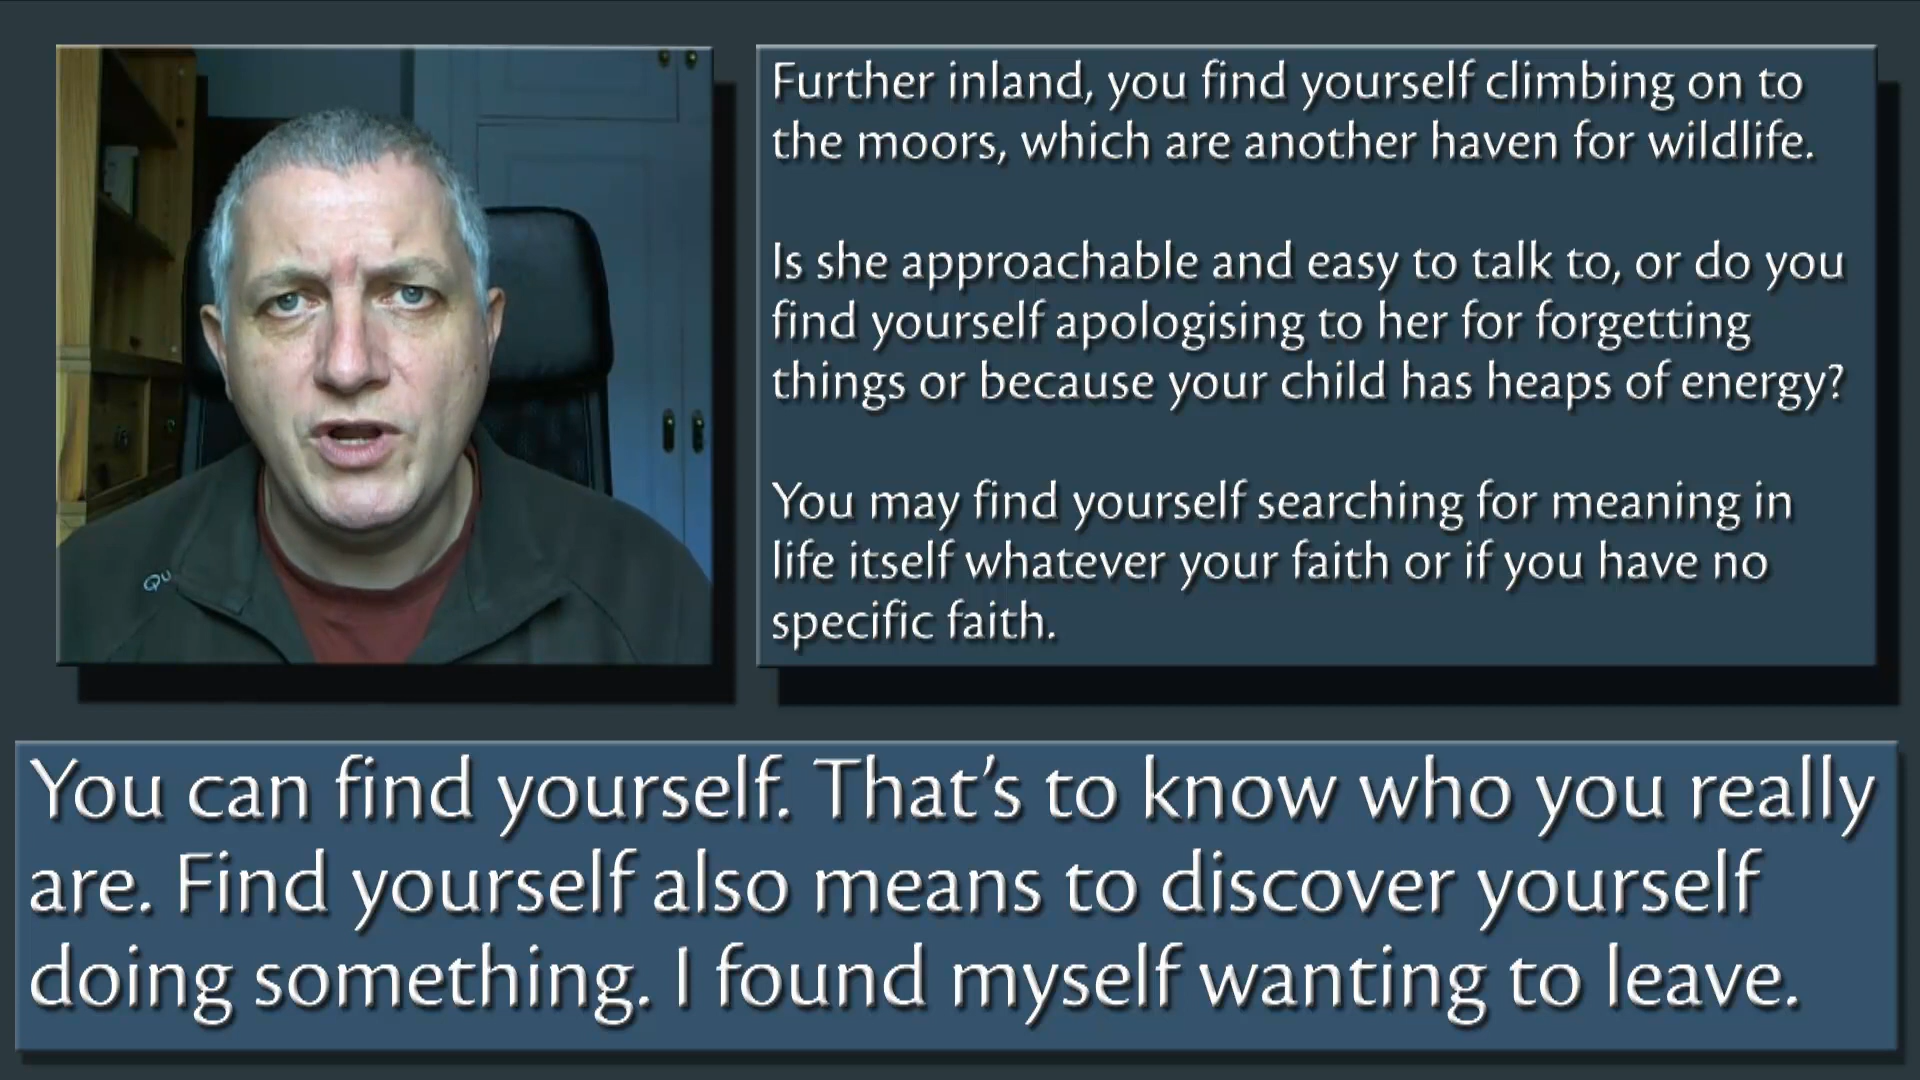 Further inland, you find yourself climbing on to
the moors, which are another haven for wildlife.
Is she approachable and easy to talk to, or do you
find yourself apologising to her for forgetting
things or because your child has heaps of energy?
You may find yourself searching for meaning in
life itself whatever your faith or if you have no
specific faith.
Qu
You can find yourself. That's to know who you really
are. Find yourself also means to discover yourself
doing something. I found myself wanting to leave.